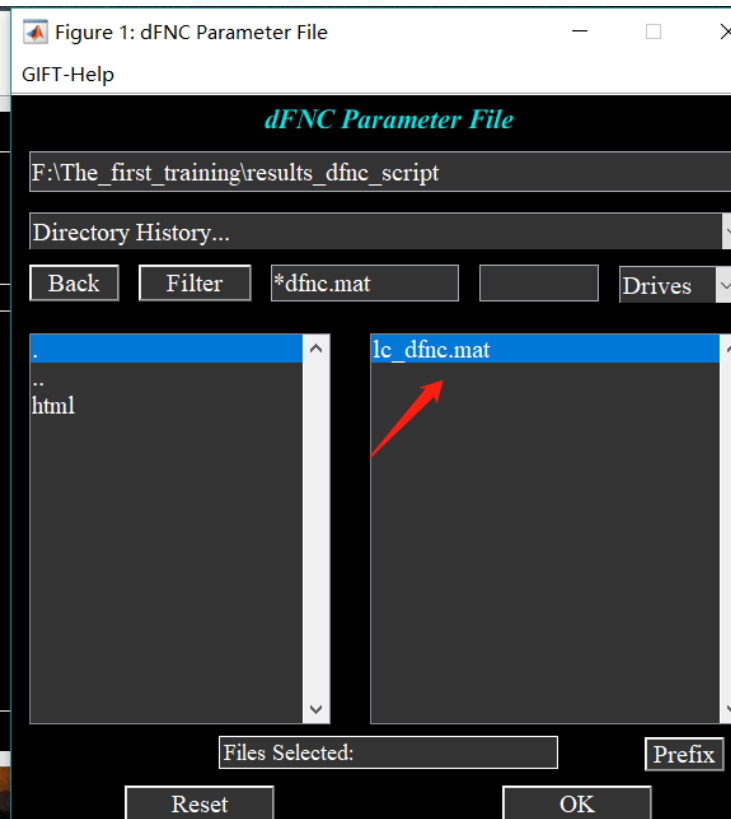 Figure 1: dFNC Parameter File
GIFT-Help
dFNC Parameter File
F:\The_first_training\results_dfnc_script
Directory History...
Back Filter *dfnc.mat Drives
. lc_dfnc.mat
..
html
Files Selected: Prefix
Reset OK